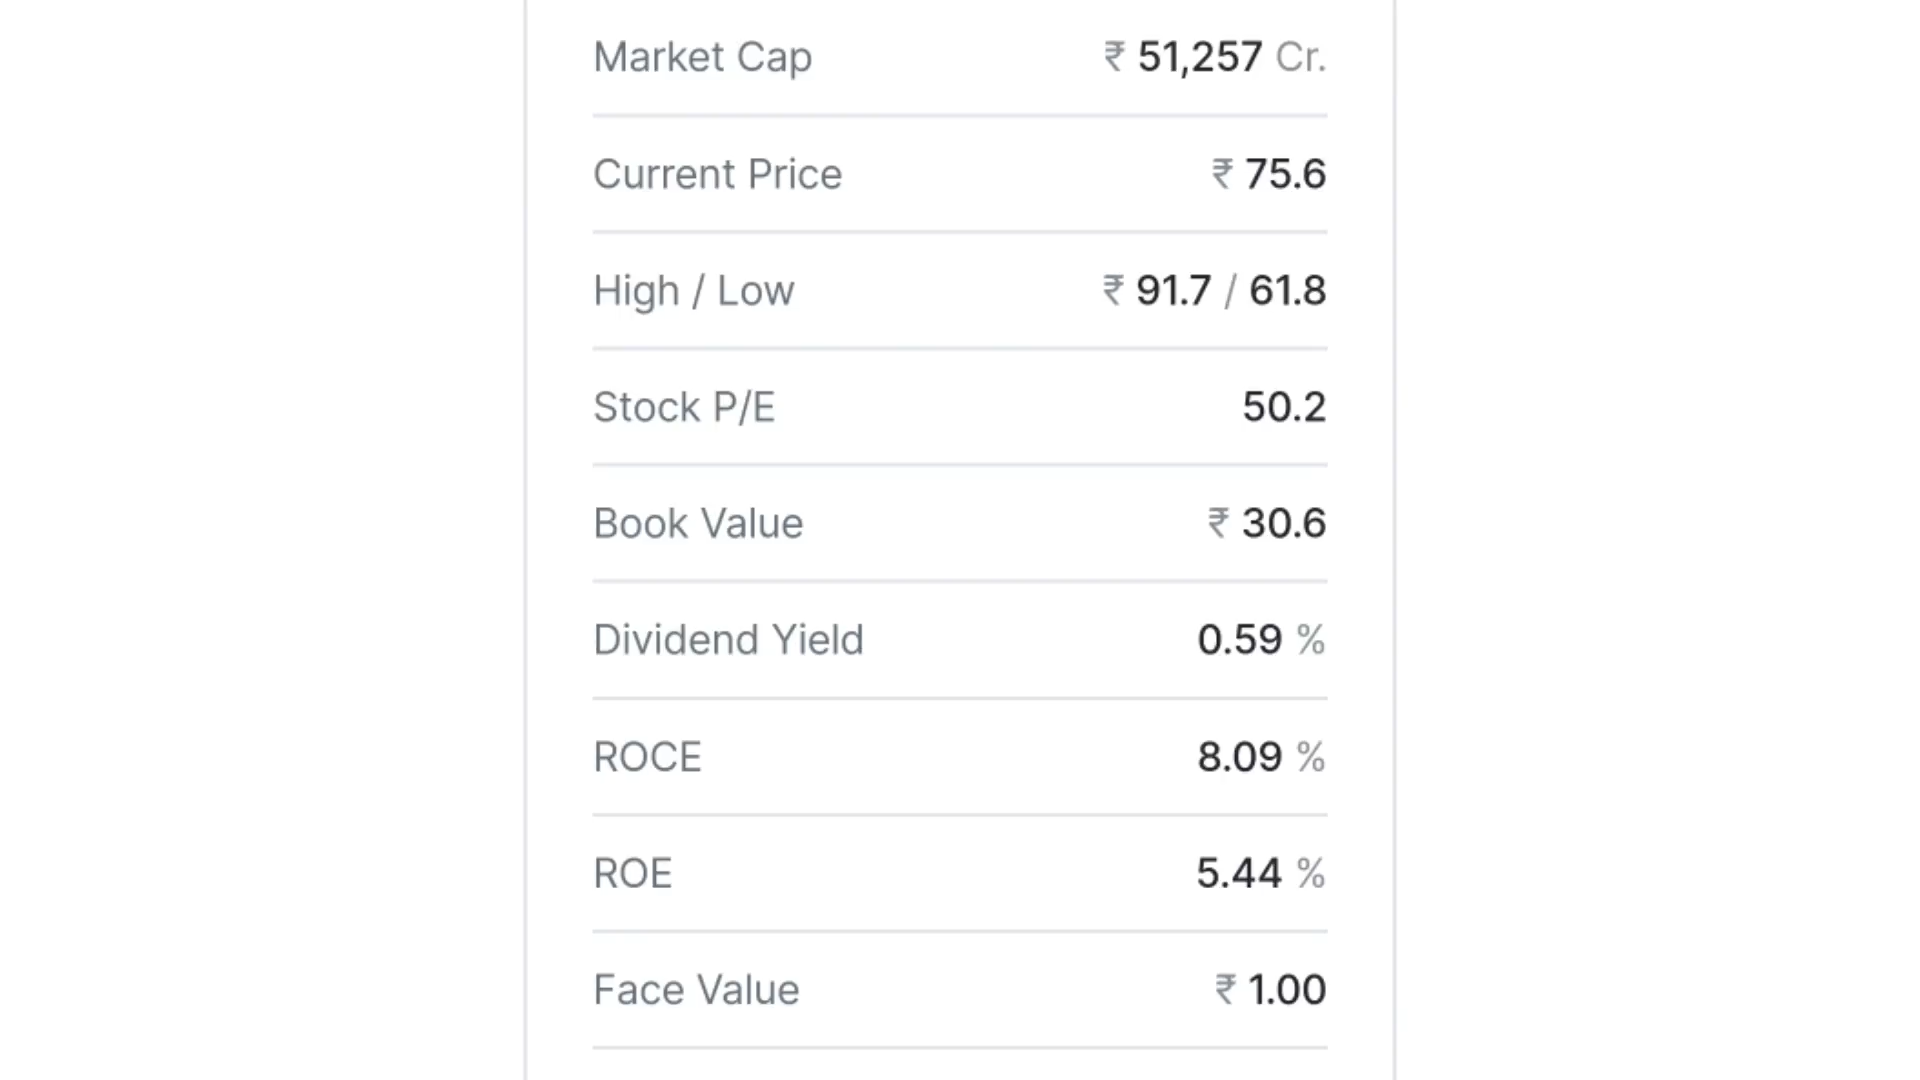 Market Cap ₹ 51,257 Cr.
Current Price ₹ 75.6
High / Low ₹ 91.7 / 61.8
Stock P/E 50.2
Book Value ₹ 30.6
Dividend Yield 0.59 %
ROCE 8.09 %
ROE 5.44 %
Face Value ₹ 1.00